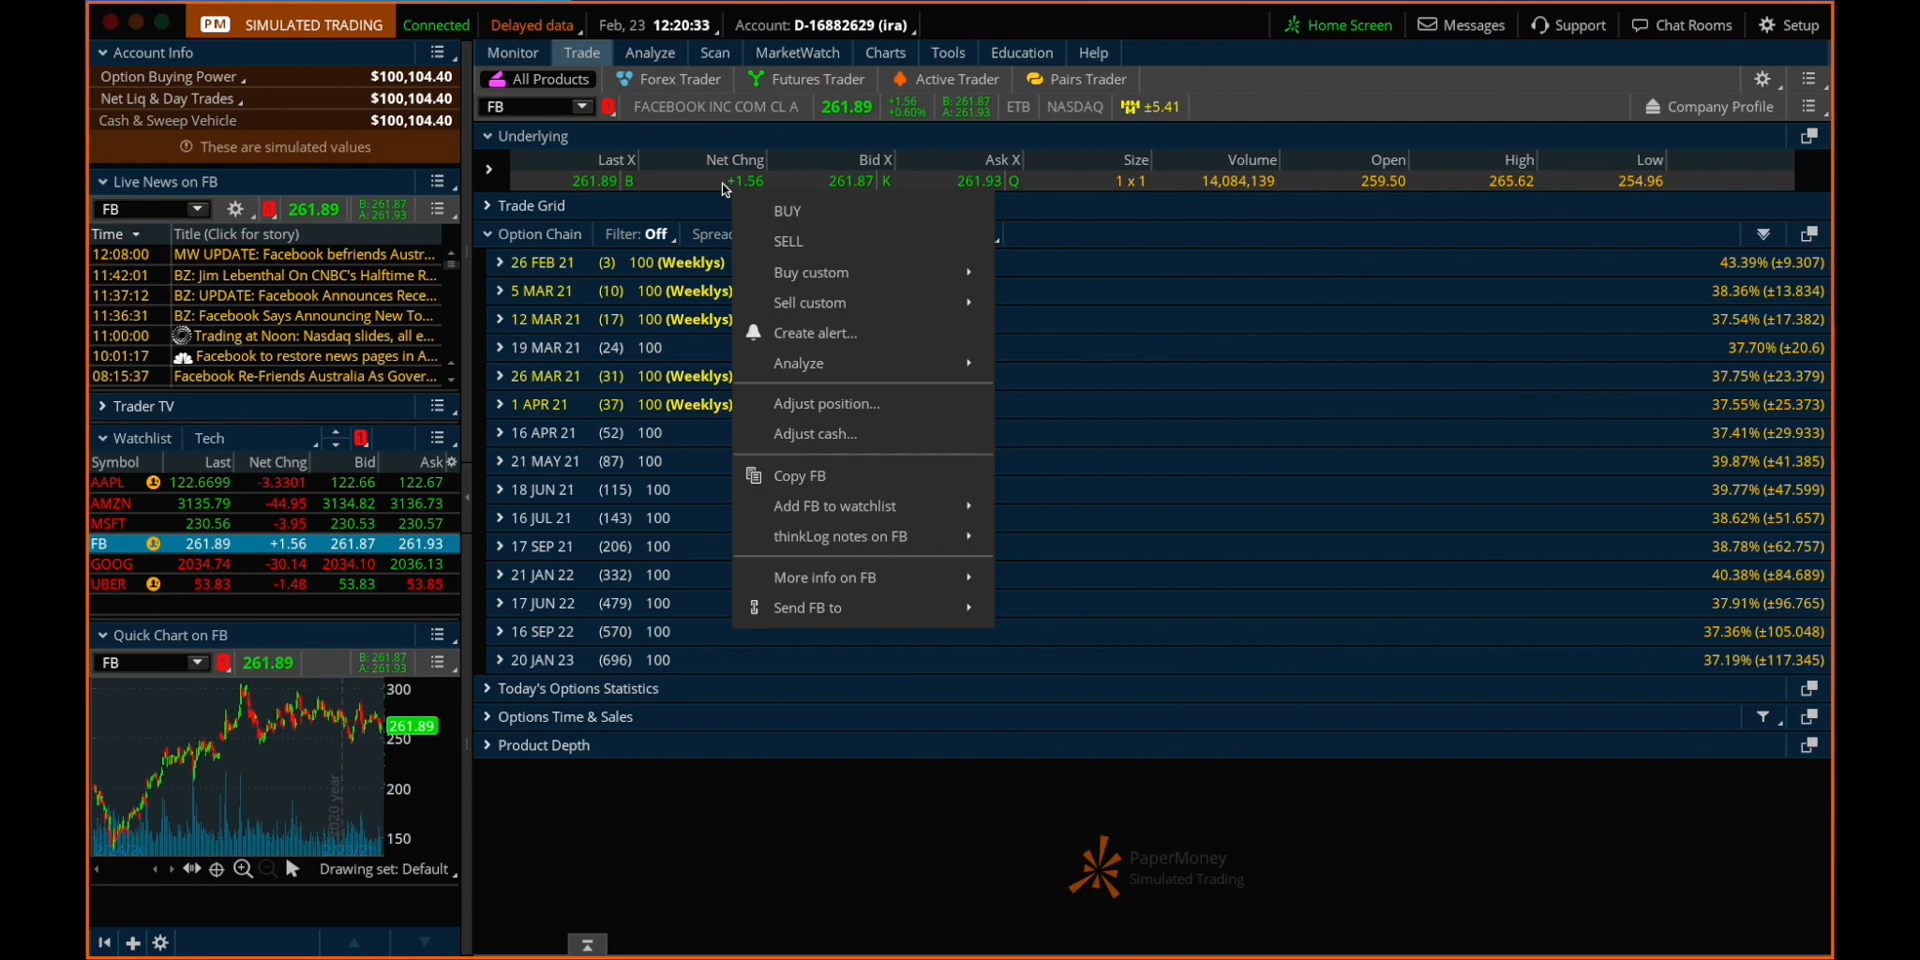 PM SIMULATED TRADING Connected Delayed data Feb, 23 12:20:33 Account: D-16882629 (ira) Home Screen Messages Support Chat Rooms Setup
Account Info
Option Buying Power $100,104.40
Net Liq & Day Trades $100,104.40
Cash & Sweep Vehicle $100,104.40
These are simulated values
Live News on FB
FB 1 261.89 B: 261.87 A: 261.93
Time Title (Click for story)
12:08:00 MW UPDATE: Facebook befriends Austr...
11:42:01 BZ: Jim Lebenthal On CNBC's Halftime R...
11:37:12 BZ: UPDATE: Facebook Announces Rece...
11:36:31 BZ: Facebook Says Announcing New To...
11:00:00 Trading at Noon: Nasdaq slides, all e...
10:01:17 Facebook to restore news pages in A...
08:15:37 Facebook Re-Friends Australia As Gover...
Trader TV
Watchlist Tech 1
Symbol Last Net Chng Bid Ask
AAPL 122.6699 -3.3301 122.66 122.67
AMZN 3135.79 -44.95 3134.82 3136.73
MSFT 230.56 -3.95 230.53 230.57
FB 261.89 +1.56 261.87 261.93
GOOG 2034.74 -30.14 2034.10 2036.13
UBER 53.83 -1.48 53.83 53.85
Quick Chart on FB
FB 1 261.89 B: 261.87 A: 261.93
300
261.89
250
200
150
2020 year
Drawing set: Default
Monitor Trade Analyze Scan MarketWatch Charts Tools Education Help
All Products Forex Trader Futures Trader Active Trader Pairs Trader
FB 1 FACEBOOK INC COM CL A 261.89 +1.56 +0.60% B: 261.87 A: 261.93 ETB NASDAQ ±5.41 Company Profile
Underlying
Last X Net Chng Bid X Ask X Size Volume Open High Low
261.89 B +1.56 261.87 K 261.93 Q 1 x 1 14,084,139 259.50 265.62 254.96
Trade Grid
Option Chain Filter: Off Sprea
26 FEB 21 (3) 100 (Weeklys) 43.39% (±9.307)
5 MAR 21 (10) 100 (Weeklys) 38.36% (±13.834)
12 MAR 21 (17) 100 (Weeklys) 37.54% (±17.382)
19 MAR 21 (24) 100 37.70% (±20.6)
26 MAR 21 (31) 100 (Weeklys) 37.75% (±23.379)
1 APR 21 (37) 100 (Weeklys) 37.55% (±25.373)
16 APR 21 (52) 100 37.41% (±29.933)
21 MAY 21 (87) 100 39.87% (±41.385)
18 JUN 21 (115) 100 39.77% (±47.599)
16 JUL 21 (143) 100 38.62% (±51.657)
17 SEP 21 (206) 100 38.78% (±62.757)
21 JAN 22 (332) 100 40.38% (±84.689)
17 JUN 22 (479) 100 37.91% (±96.765)
16 SEP 22 (570) 100 37.36% (±105.048)
20 JAN 23 (696) 100 37.19% (±117.345)
Today's Options Statistics
Options Time & Sales
Product Depth
BUY
SELL
Buy custom
Sell custom
Create alert...
Analyze
Adjust position...
Adjust cash...
Copy FB
Add FB to watchlist
thinkLog notes on FB
More info on FB
Send FB to
PaperMoney
Simulated Trading